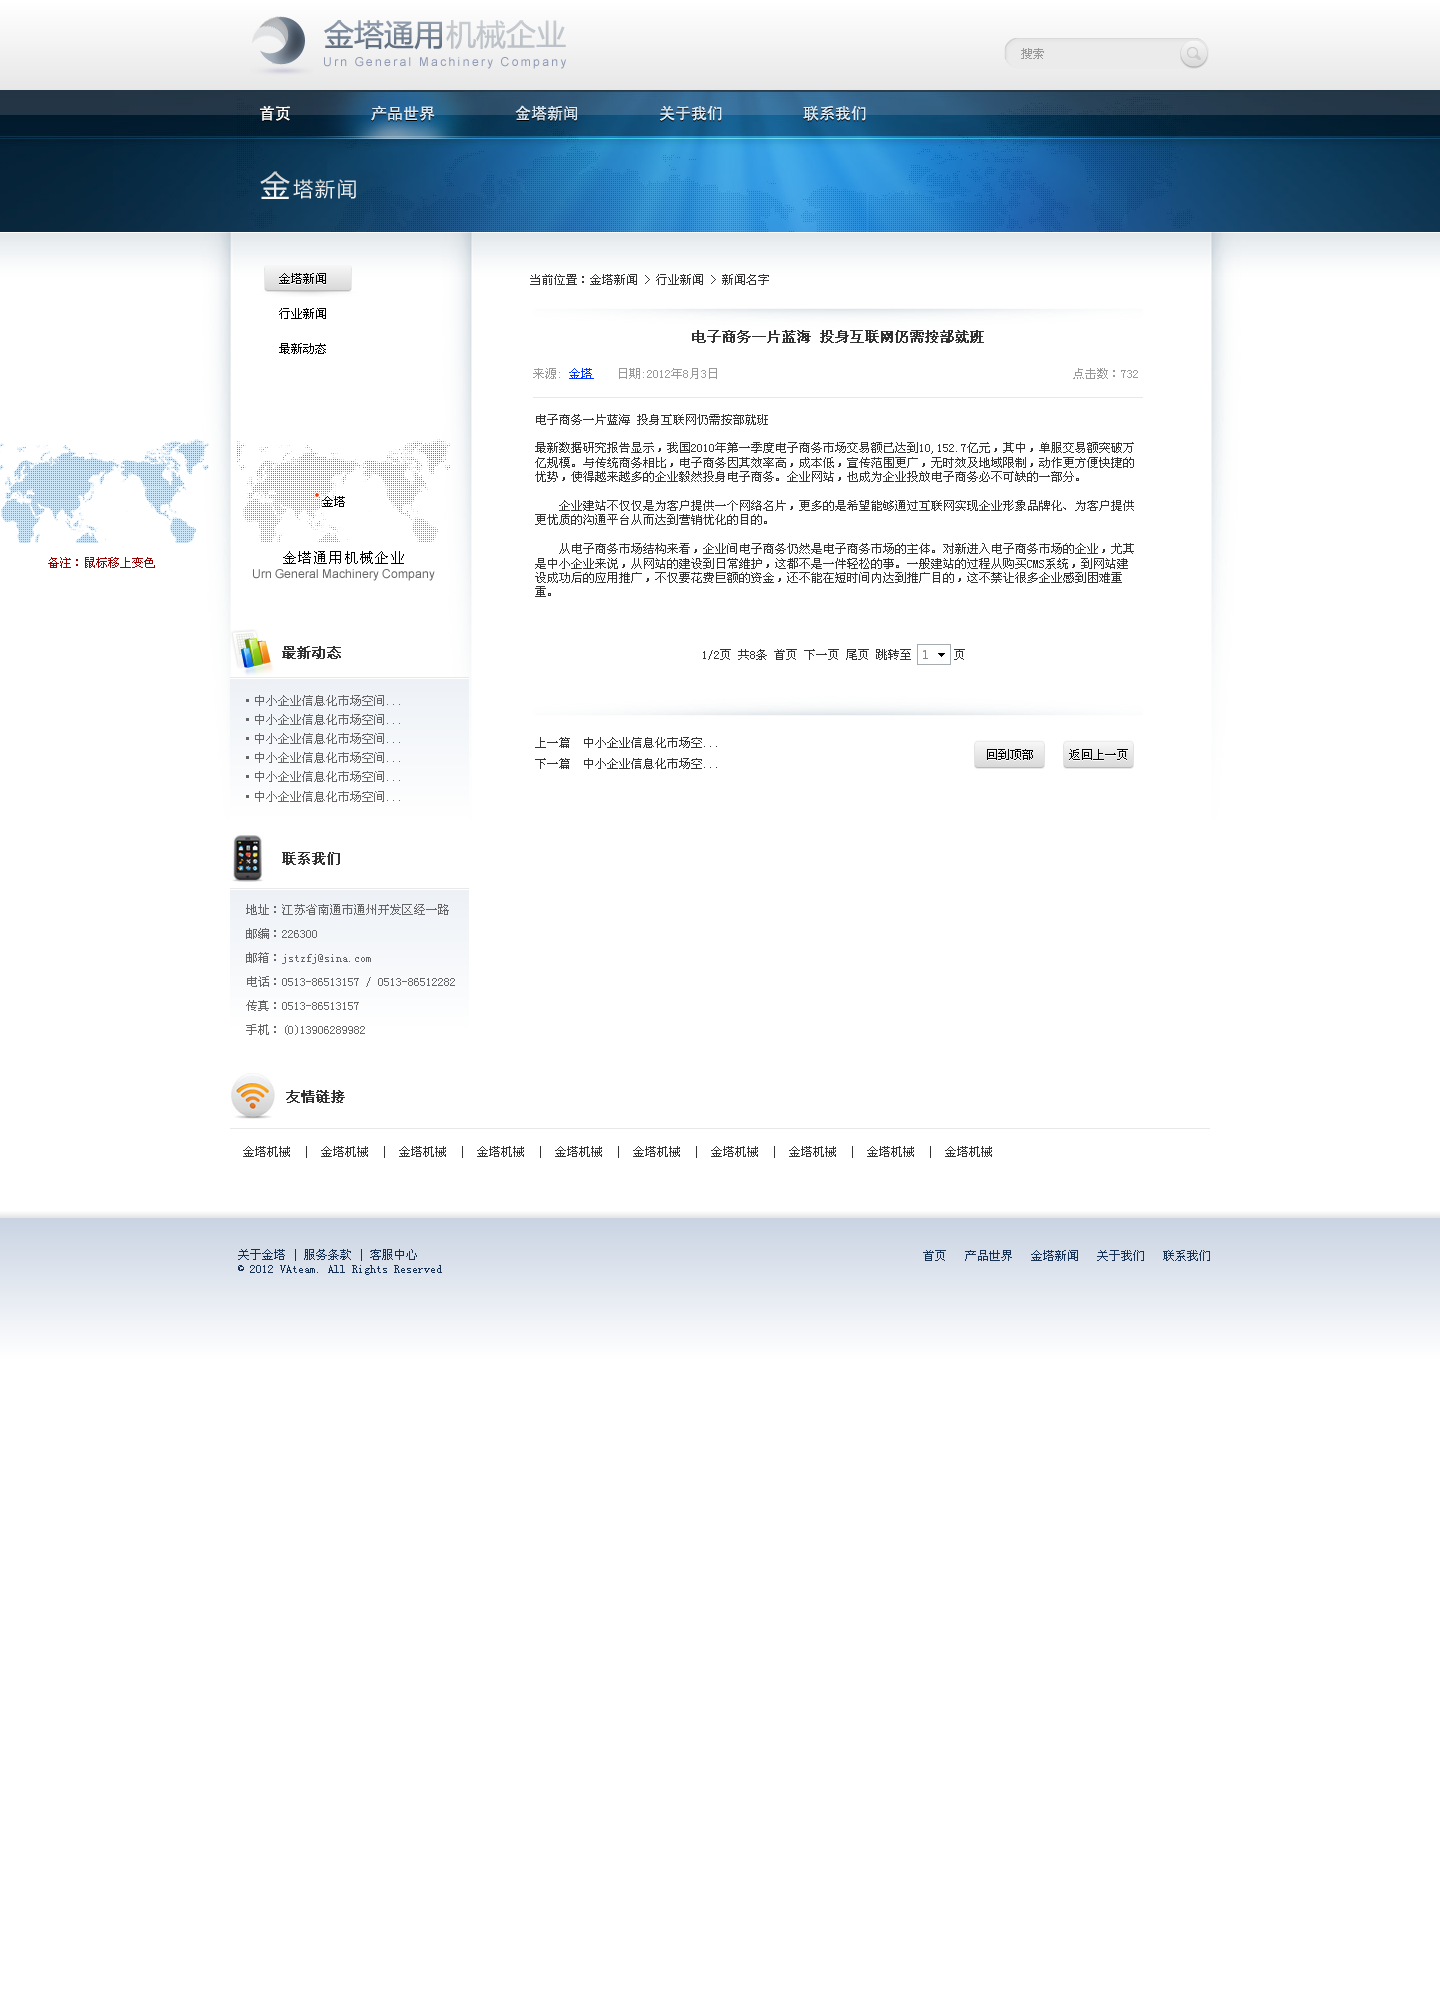 金塔通用机械企业
Urn General Machinery Company
搜索
首页 产品世界 金塔新闻 关于我们 联系我们
金塔新闻
金塔新闻
行业新闻
最新动态
金塔
金塔通用机械企业
Urn General Machinery Company
备注：鼠标移上变色
当前位置：金塔新闻 > 行业新闻 > 新闻名字
电子商务一片蓝海 投身互联网仍需按部就班
来源: 金塔 日期:2012年8月3日 点击数：732
电子商务一片蓝海 投身互联网仍需按部就班
最新数据研究报告显示，我国2010年第一季度电子商务市场交易额已达到10,152.7亿元，其中，单服交易额突破万
亿规模。与传统商务相比，电子商务因其效率高，成本低，宣传范围更广，无时效及地域限制，动作更方便快捷的
优势，使得越来越多的企业毅然投身电子商务。企业网站，也成为企业投放电子商务必不可缺的一部分。
企业建站不仅仅是为客户提供一个网络名片，更多的是希望能够通过互联网实现企业形象品牌化、为客户提供
更优质的沟通平台从而达到营销优化的目的。
从电子商务市场结构来看，企业间电子商务仍然是电子商务市场的主体。对新进入电子商务市场的企业，尤其
是中小企业来说，从网站的建设到日常维护，这都不是一件轻松的事。一般建站的过程从购买CMS系统，到网站建
设成功后的应用推广，不仅要花费巨额的资金，还不能在短时间内达到推广目的，这不禁让很多企业感到困难重
重。
1/2页 共8条 首页 下一页 尾页 跳转至 1 页
上一篇 中小企业信息化市场空...
下一篇 中小企业信息化市场空...
回到顶部 返回上一页
最新动态
▪ 中小企业信息化市场空间...
▪ 中小企业信息化市场空间...
▪ 中小企业信息化市场空间...
▪ 中小企业信息化市场空间...
▪ 中小企业信息化市场空间...
▪ 中小企业信息化市场空间...
联系我们
地址：江苏省南通市通州开发区经一路
邮编：226300
邮箱：jstzfj@sina.com
电话：0513-86513157 / 0513-86512282
传真：0513-86513157
手机：(0)13906289982
友情链接
金塔机械 | 金塔机械 | 金塔机械 | 金塔机械 | 金塔机械 | 金塔机械 | 金塔机械 | 金塔机械 | 金塔机械 | 金塔机械
关于金塔 | 服务条款 | 客服中心
© 2012 VAteam. All Rights Reserved
首页 产品世界 金塔新闻 关于我们 联系我们